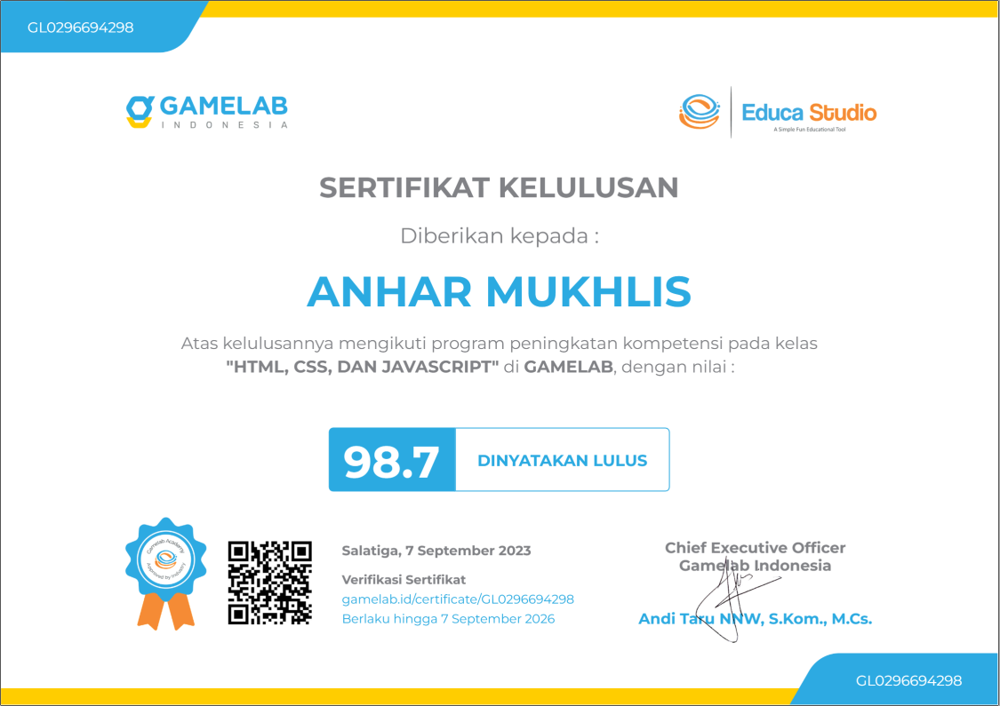 GL0296694298
GAMELAB
INDONESIA
Educa Studio
A Simple Fun Educational Tool
SERTIFIKAT KELULUSAN
Diberikan kepada :
ANHAR MUKHLIS
Atas kelulusannya mengikuti program peningkatan kompetensi pada kelas
"HTML, CSS, DAN JAVASCRIPT" di GAMELAB, dengan nilai :
98.7
DINYATAKAN LULUS
Gamelab Academy
Approved by Industry
Salatiga, 7 September 2023
Verifikasi Sertifikat
gamelab.id/certificate/GL0296694298
Berlaku hingga 7 September 2026
Chief Executive Officer
Gamelab Indonesia
Andi Taru NNW, S.Kom., M.Cs.
GL0296694298